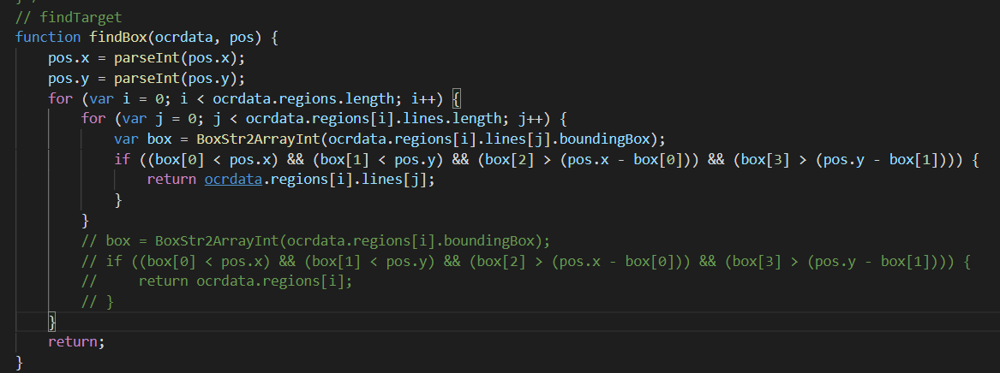 // findTarget
function findBox(ocrdata, pos) {
    pos.x = parseInt(pos.x);
    pos.y = parseInt(pos.y);
    for (var i = 0; i < ocrdata.regions.length; i++) {
        for (var j = 0; j < ocrdata.regions[i].lines.length; j++) {
            var box = BoxStr2ArrayInt(ocrdata.regions[i].lines[j].boundingBox);
            if ((box[0] < pos.x) && (box[1] < pos.y) && (box[2] > (pos.x - box[0])) && (box[3] > (pos.y - box[1]))) {
                return ocrdata.regions[i].lines[j];
            }
        }
        // box = BoxStr2ArrayInt(ocrdata.regions[i].boundingBox);
        // if ((box[0] < pos.x) && (box[1] < pos.y) && (box[2] > (pos.x - box[0])) && (box[3] > (pos.y - box[1]))) {
        //     return ocrdata.regions[i];
        // }
    }
    return;
}